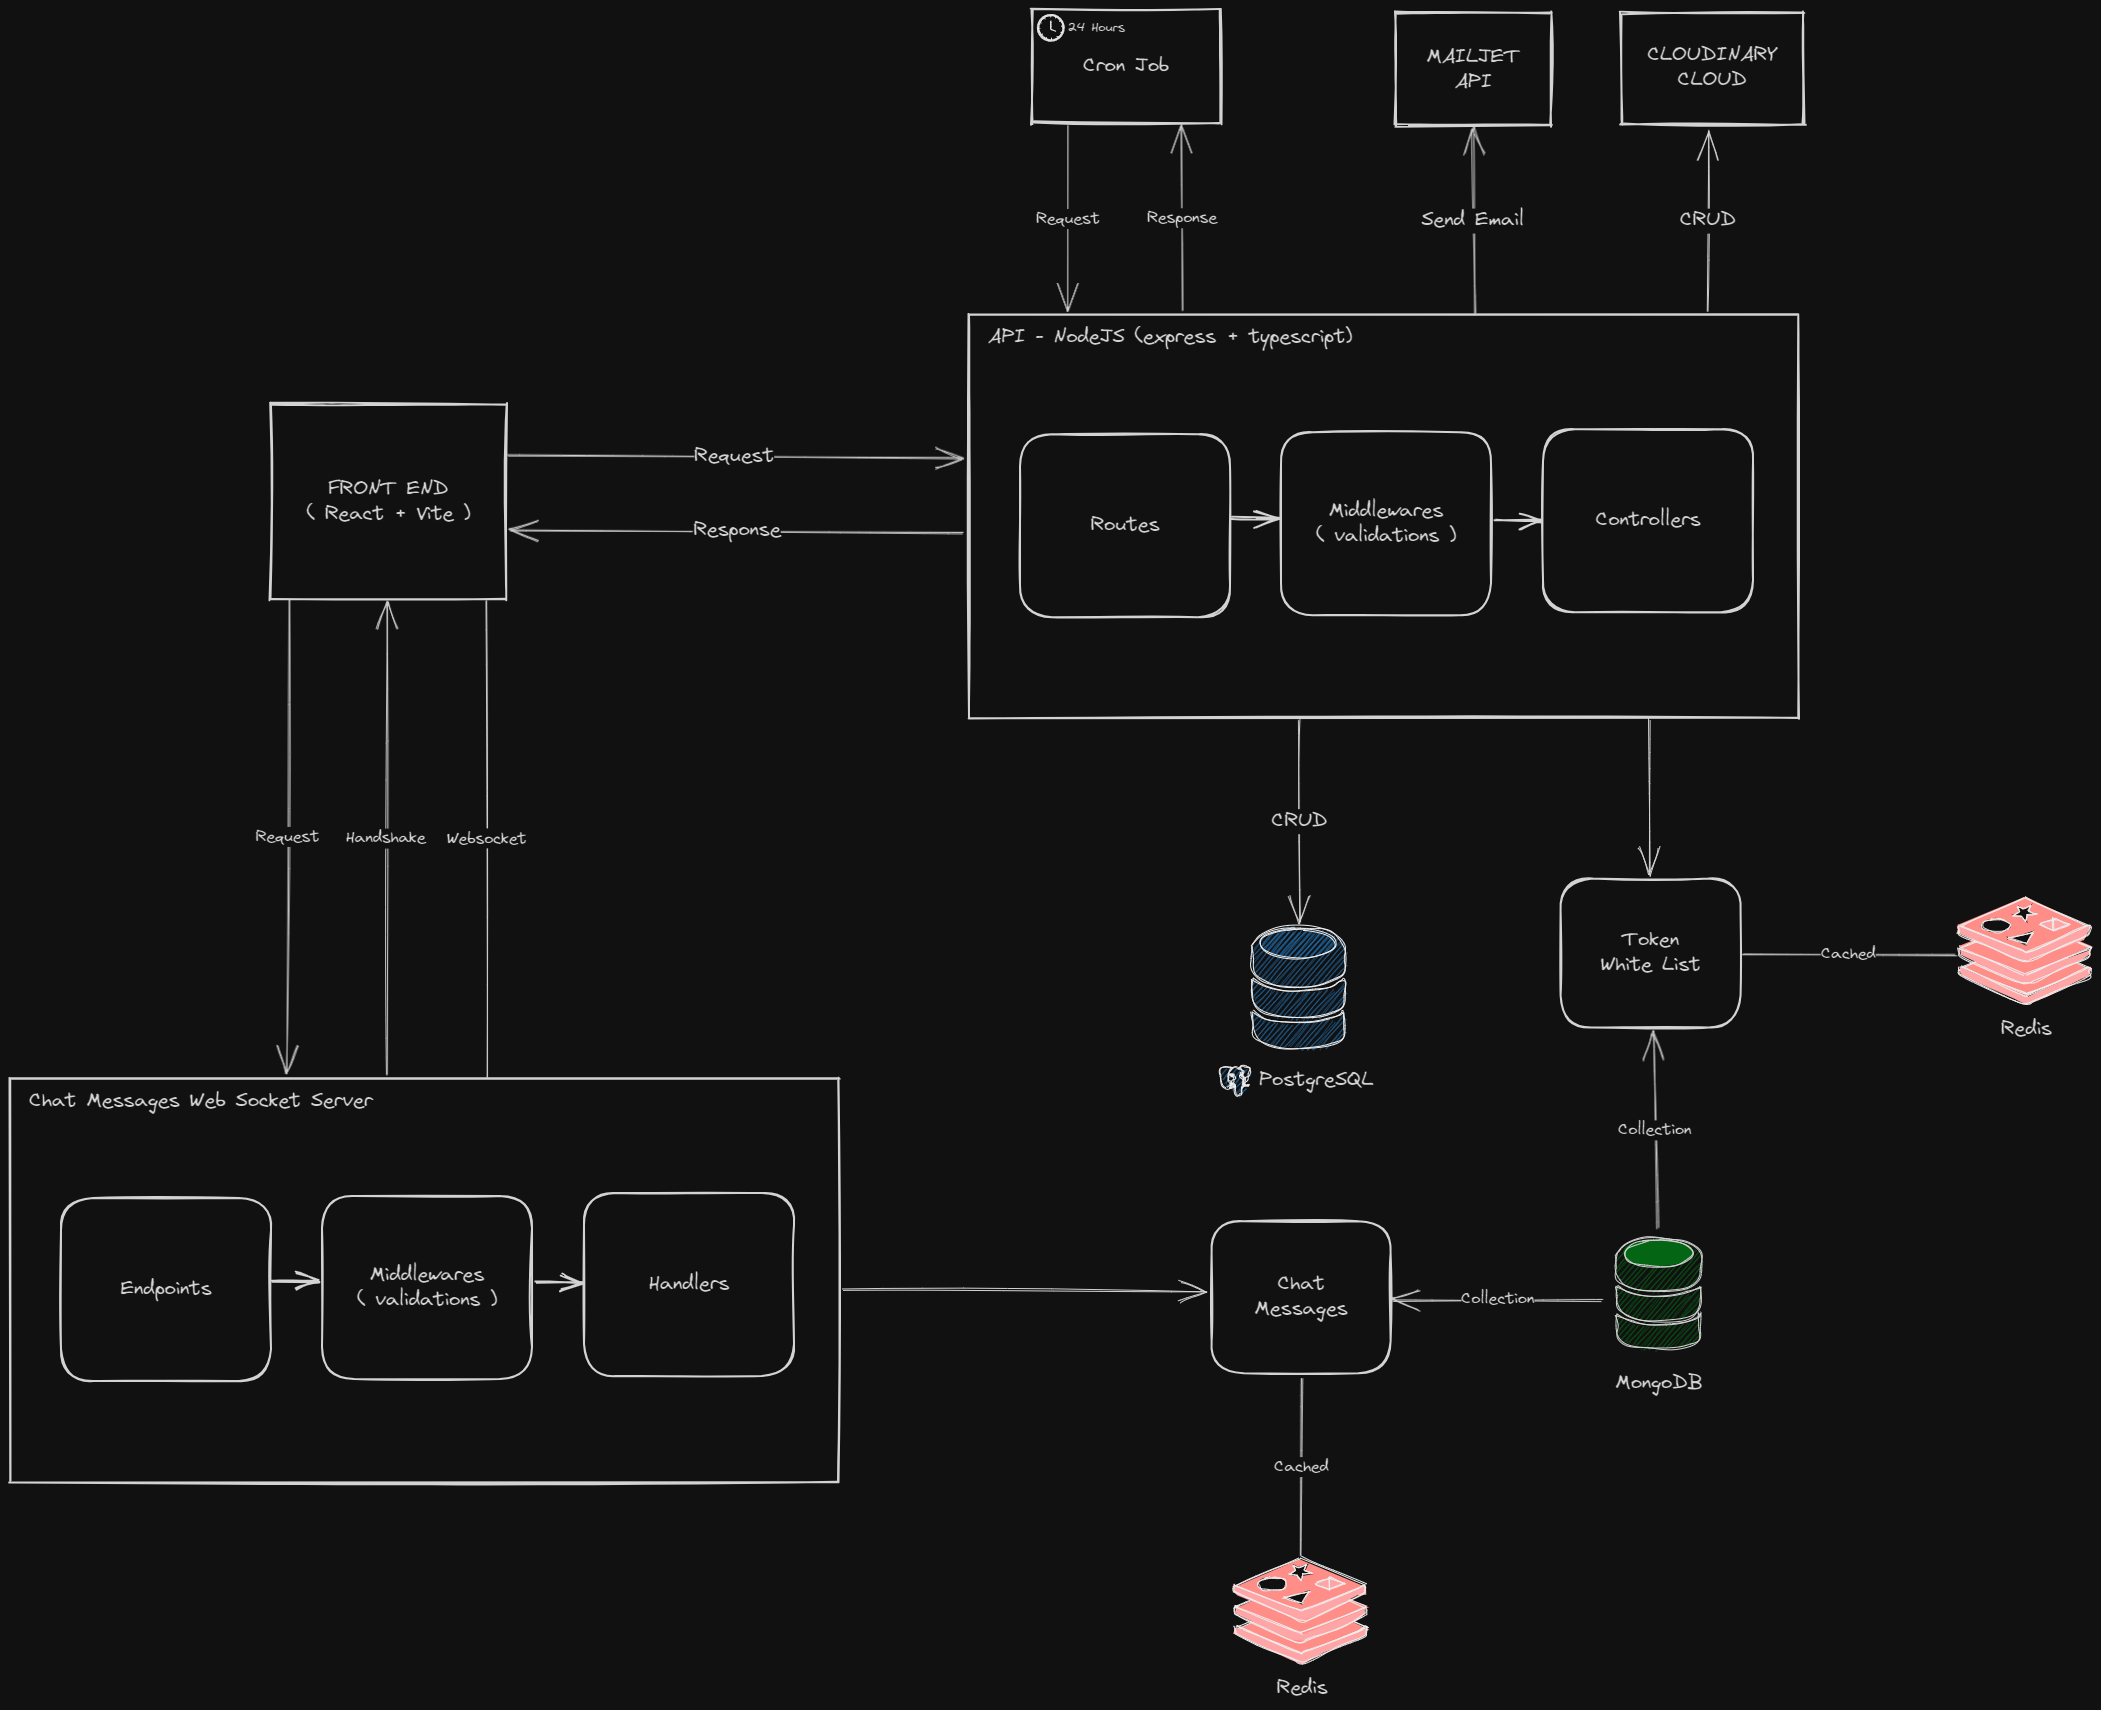 24 Hours
Cron Job
MAILJET
API
CLOUDINARY
CLOUD
Request
Response
Send Email
CRUD
API - NodeJS (express + typescript)
FRONT END
( React + Vite )
Request
Response
Routes
Middlewares
( validations )
Controllers
Request
Handshake
Websocket
CRUD
Token
White List
Cached
Redis
PostgreSQL
Collection
Chat Messages Web Socket Server
Endpoints
Middlewares
( validations )
Handlers
Chat
Messages
Collection
MongoDB
Cached
Redis